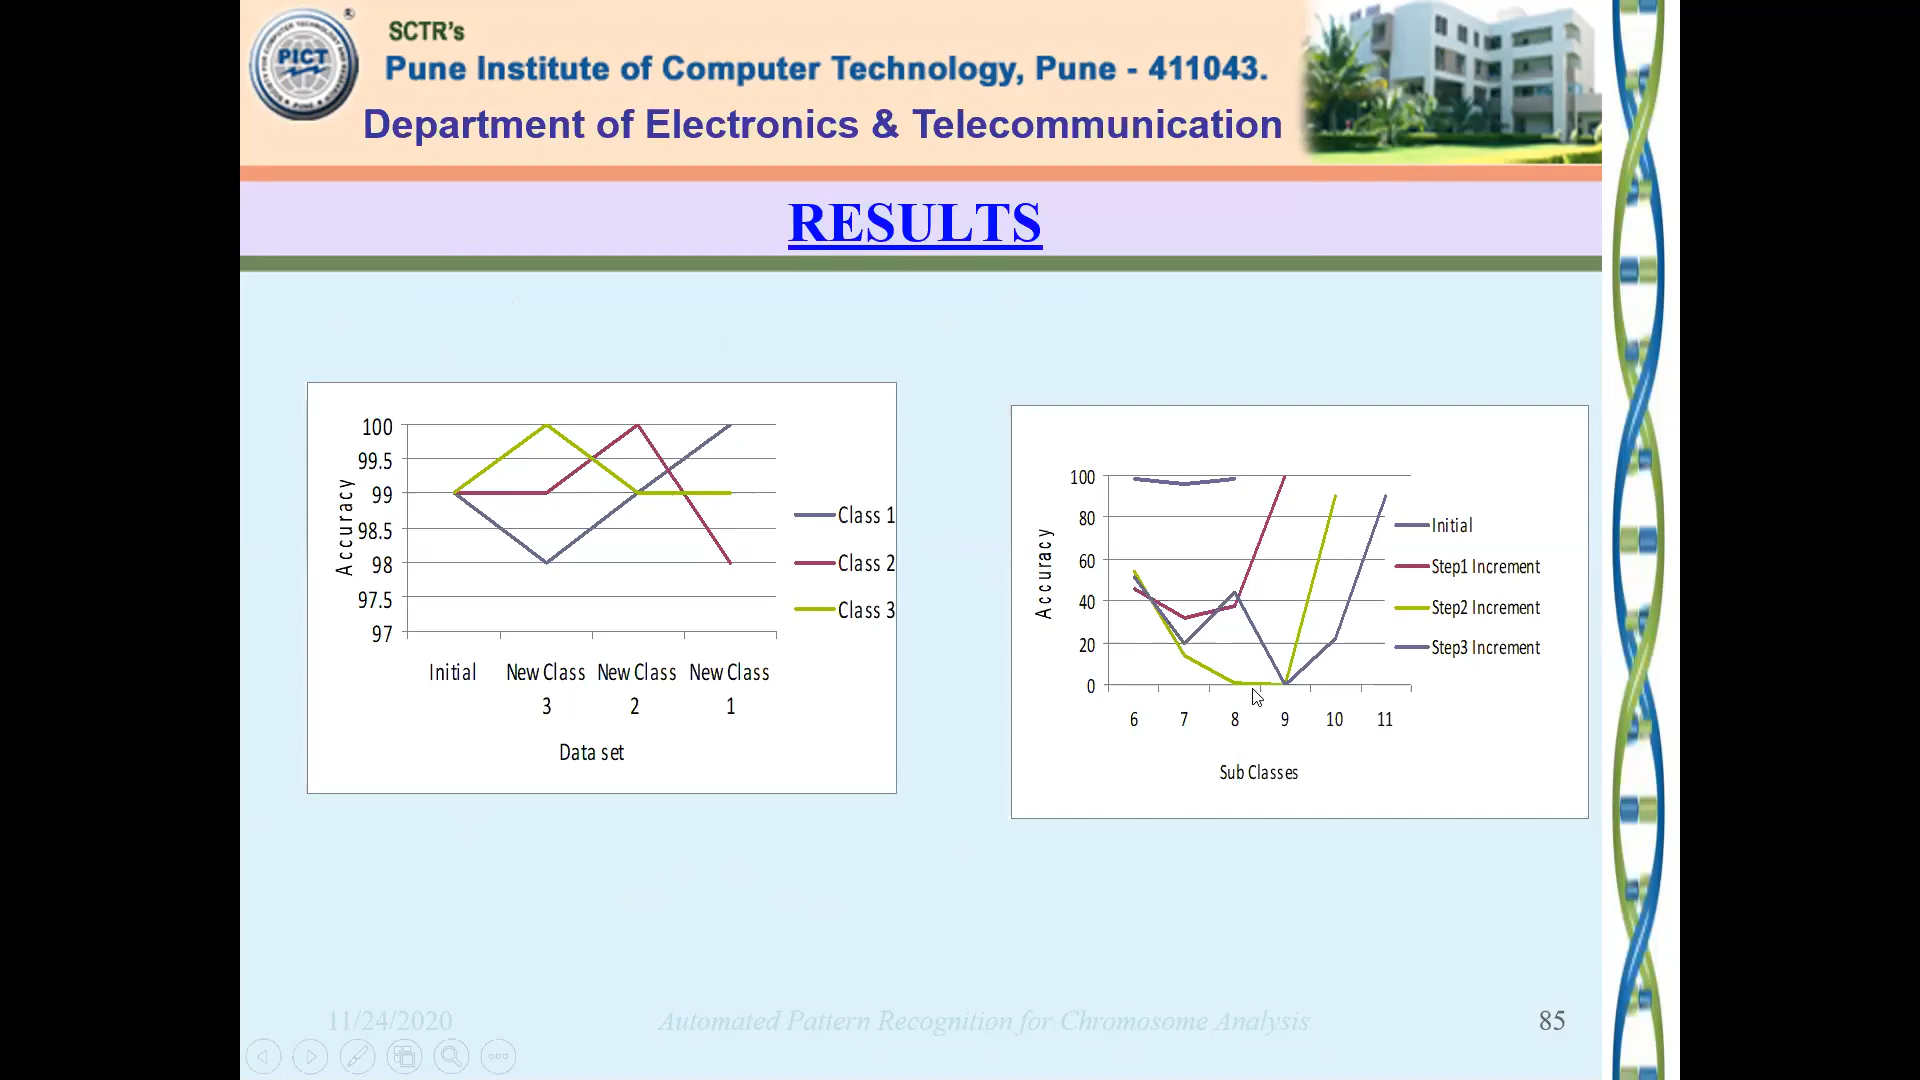 SCTR's
PICT
®
Pune Institute of Computer Technology, Pune - 411043.
Department of Electronics & Telecommunication
RESULTS
100
99.5
99
98.5
98
97.5
97
Accuracy
Initial
New Class
3
New Class
2
New Class
1
Data set
Class 1
Class 2
Class 3
100
80
60
40
20
0
Accuracy
6 7 8 9 10 11
Sub Classes
Initial
Step1 Increment
Step2 Increment
Step3 Increment
11/24/2020
Automated Pattern Recognition for Chromosome Analysis
85